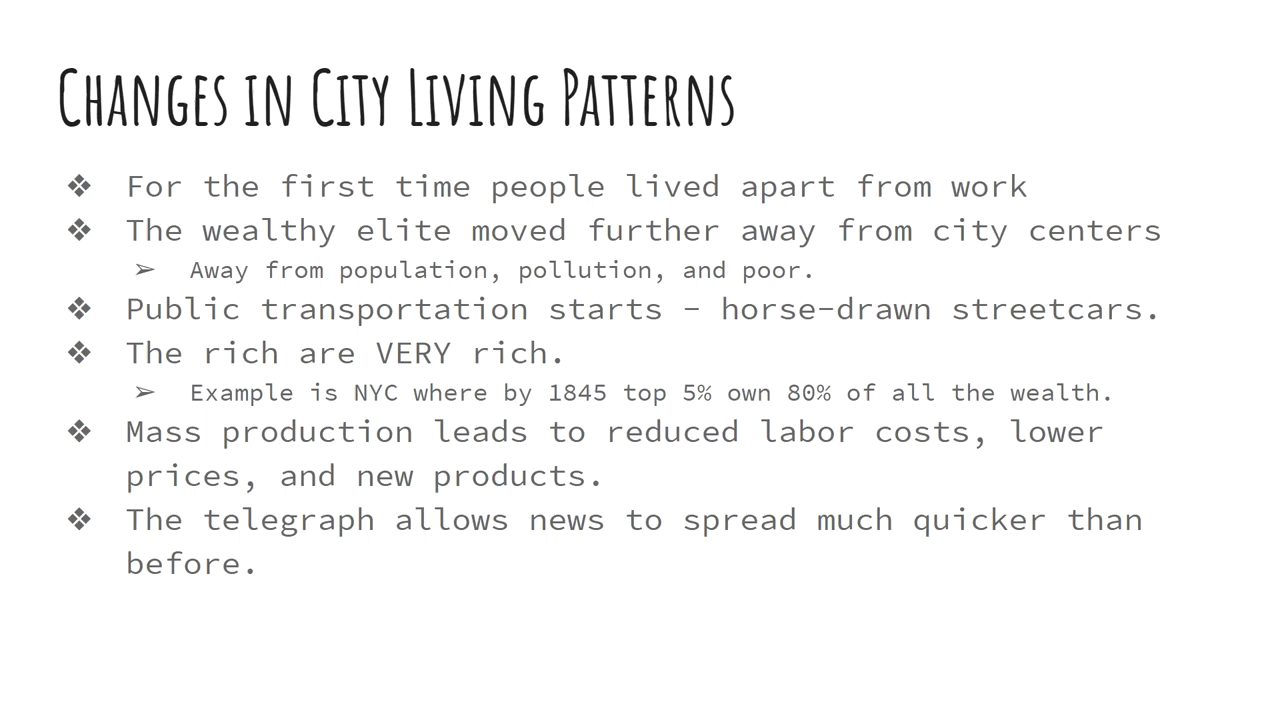 Changes in City Living Patterns
❖ For the first time people lived apart from work
❖ The wealthy elite moved further away from city centers
➢ Away from population, pollution, and poor.
❖ Public transportation starts - horse-drawn streetcars.
❖ The rich are VERY rich.
➢ Example is NYC where by 1845 top 5% own 80% of all the wealth.
❖ Mass production leads to reduced labor costs, lower
prices, and new products.
❖ The telegraph allows news to spread much quicker than
before.